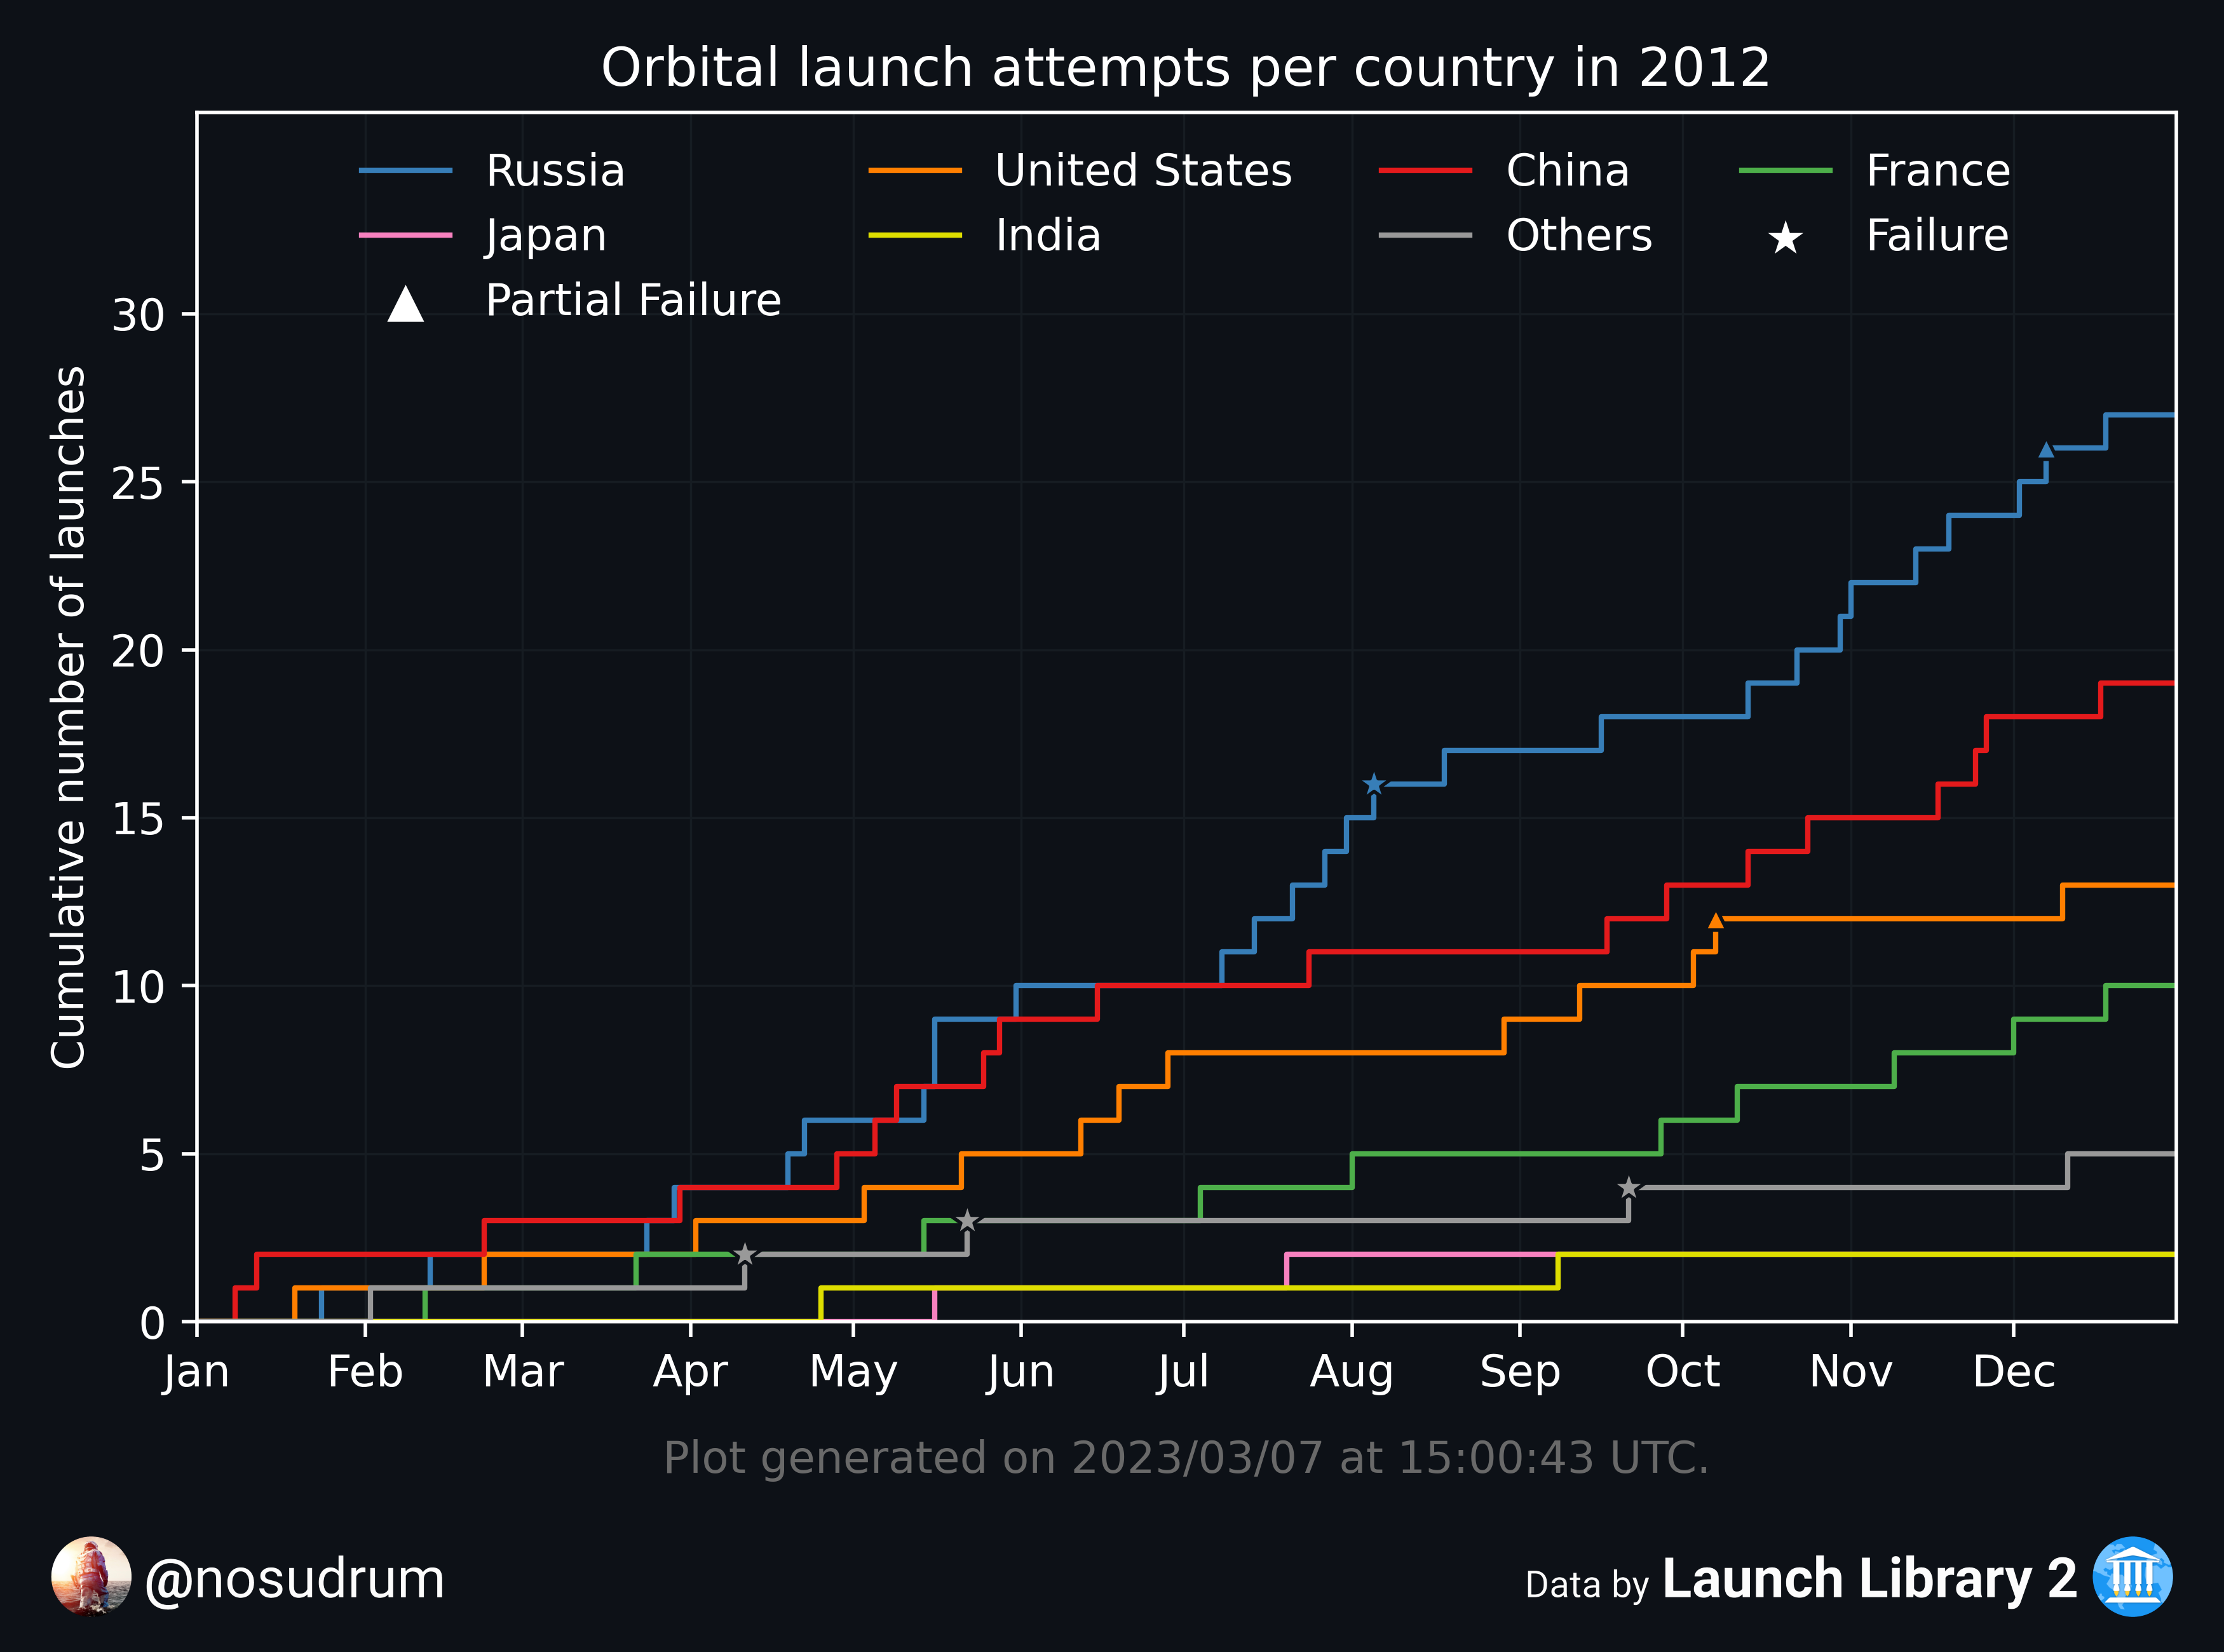 Orbital launch attempts per country in 2012
Russia United States China France
Japan India Others Failure
Partial Failure
Cumulative number of launches
30
25
20
15
10
5
0
Jan Feb Mar Apr May Jun Jul Aug Sep Oct Nov Dec
Plot generated on 2023/03/07 at 15:00:43 UTC.
@nosudrum
Data by Launch Library 2